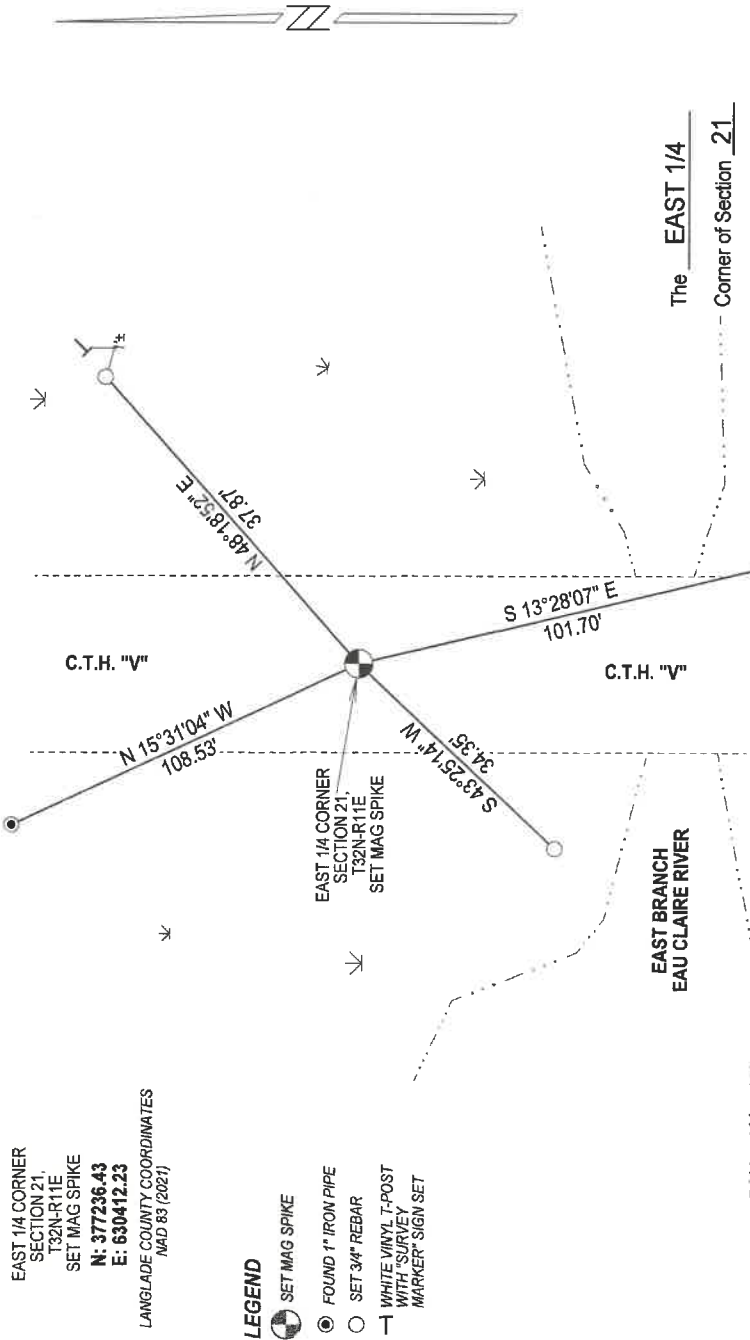 EAST 1/4 CORNER
SECTION 21,
T32N-R11E
SET MAG SPIKE
N: 377236.43
E: 630412.23
LANGLADE COUNTY COORDINATES
NAD 83 (2021)
LEGEND
SET MAG SPIKE
FOUND 1" IRON PIPE
SET 3/4" REBAR
WHITE VINYL T-POST
WITH "SURVEY
MARKER" SIGN SET
C.T.H. "V"
N 15°31'04" W
108.53'
N 48°18'52" E
37.87'
1'±
EAST 1/4 CORNER
SECTION 21,
T32N-R11E
SET MAG SPIKE
S 43°25'14" W
34.35'
S 13°28'07" E
101.70'
C.T.H. "V"
EAST BRANCH
EAU CLAIRE RIVER
The EAST 1/4
Corner of Section 21